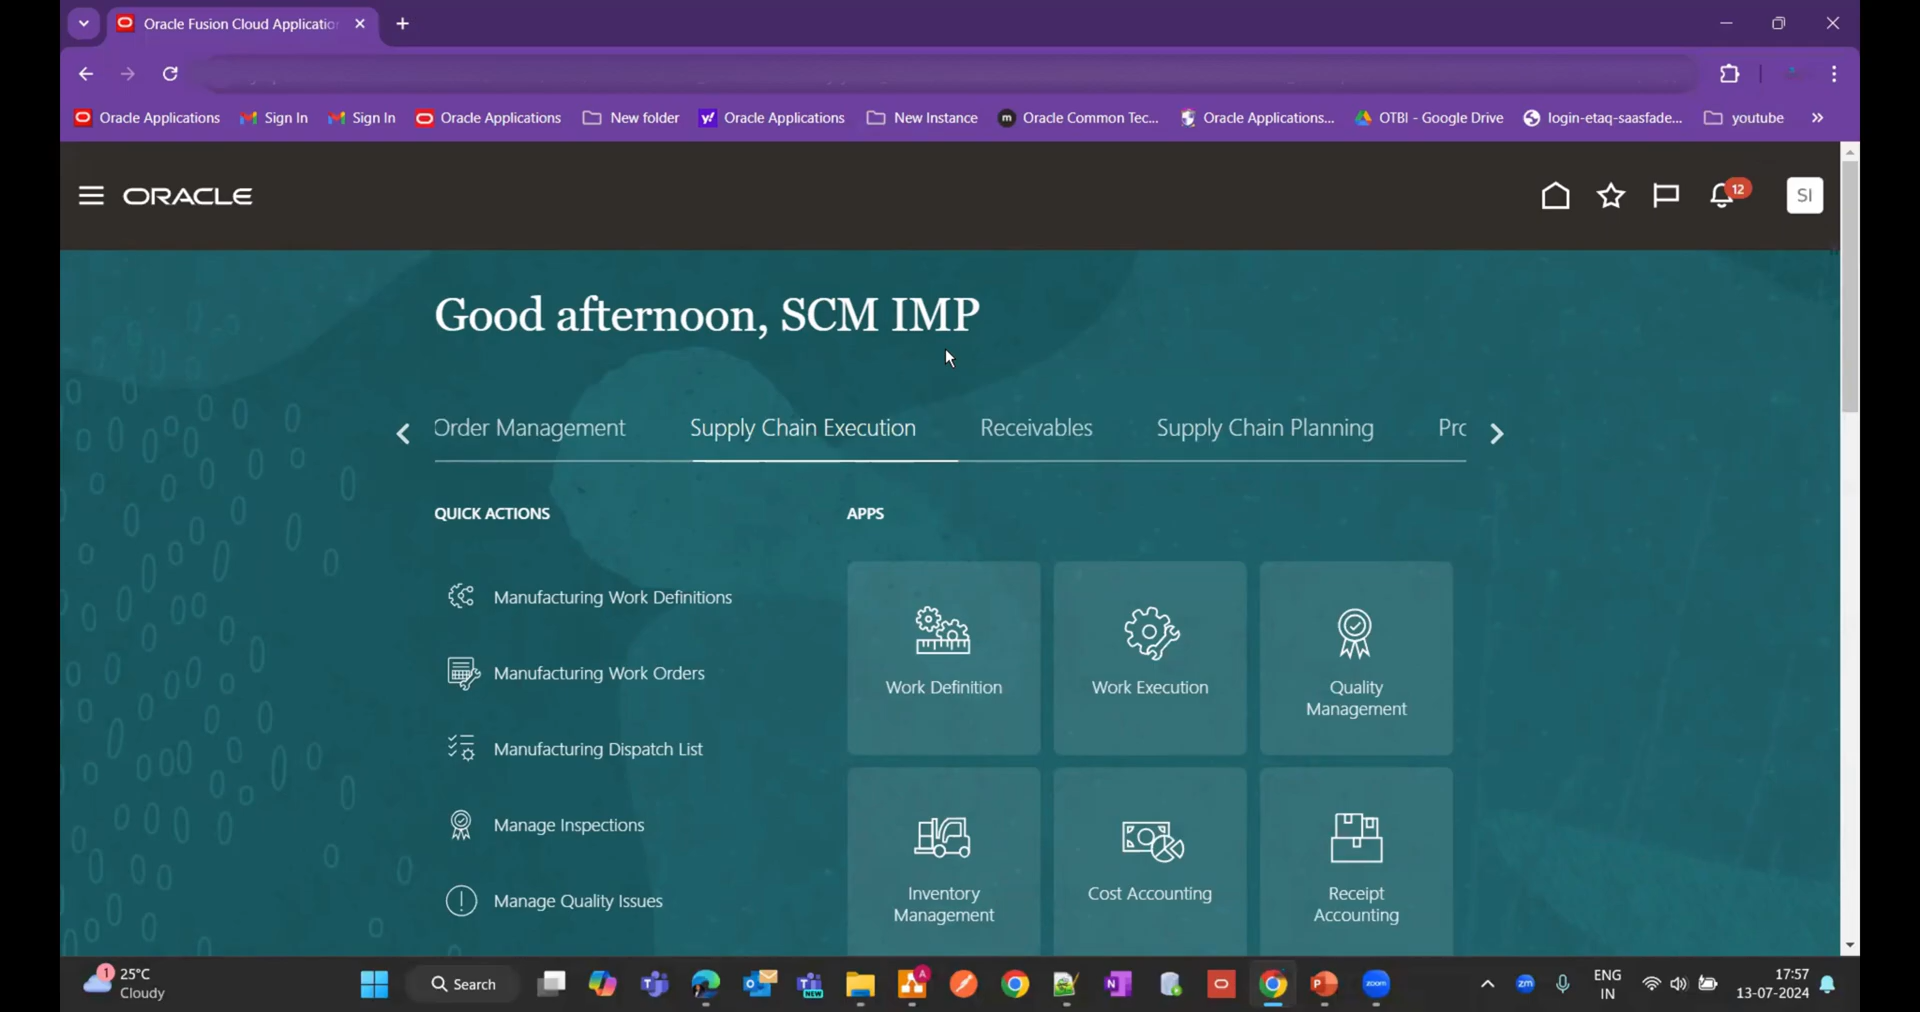 Oracle Fusion Cloud Applicatio
Oracle Applications
Sign In
Sign In
Oracle Applications
New folder
Oracle Applications
New Instance
Oracle Common Tec...
Oracle Applications...
OTBI - Google Drive
login-etaq-saasfade...
youtube
ORACLE
12
SI
Good afternoon, SCM IMP
Order Management
Supply Chain Execution
Receivables
Supply Chain Planning
Prc
QUICK ACTIONS
APPS
Manufacturing Work Definitions
Manufacturing Work Orders
Manufacturing Dispatch List
Manage Inspections
Manage Quality Issues
Work Definition
Work Execution
Quality
Management
Inventory
Management
Cost Accounting
Receipt
Accounting
1
25°C
Cloudy
Search
NEW
A
zoom
zm
ENG
IN
17:57
13-07-2024